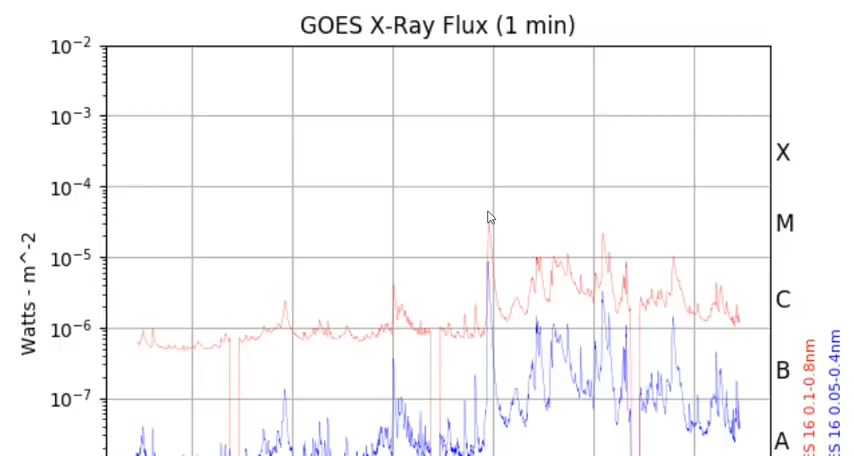 GOES X-Ray Flux (1 min)
10⁻²
10⁻³
X
10⁻⁴
M
10⁻⁵
C
10⁻⁶
B
10⁻⁷
A
Watts - m^-2
ES 16 0.1-0.8nm
ES 16 0.05-0.4nm